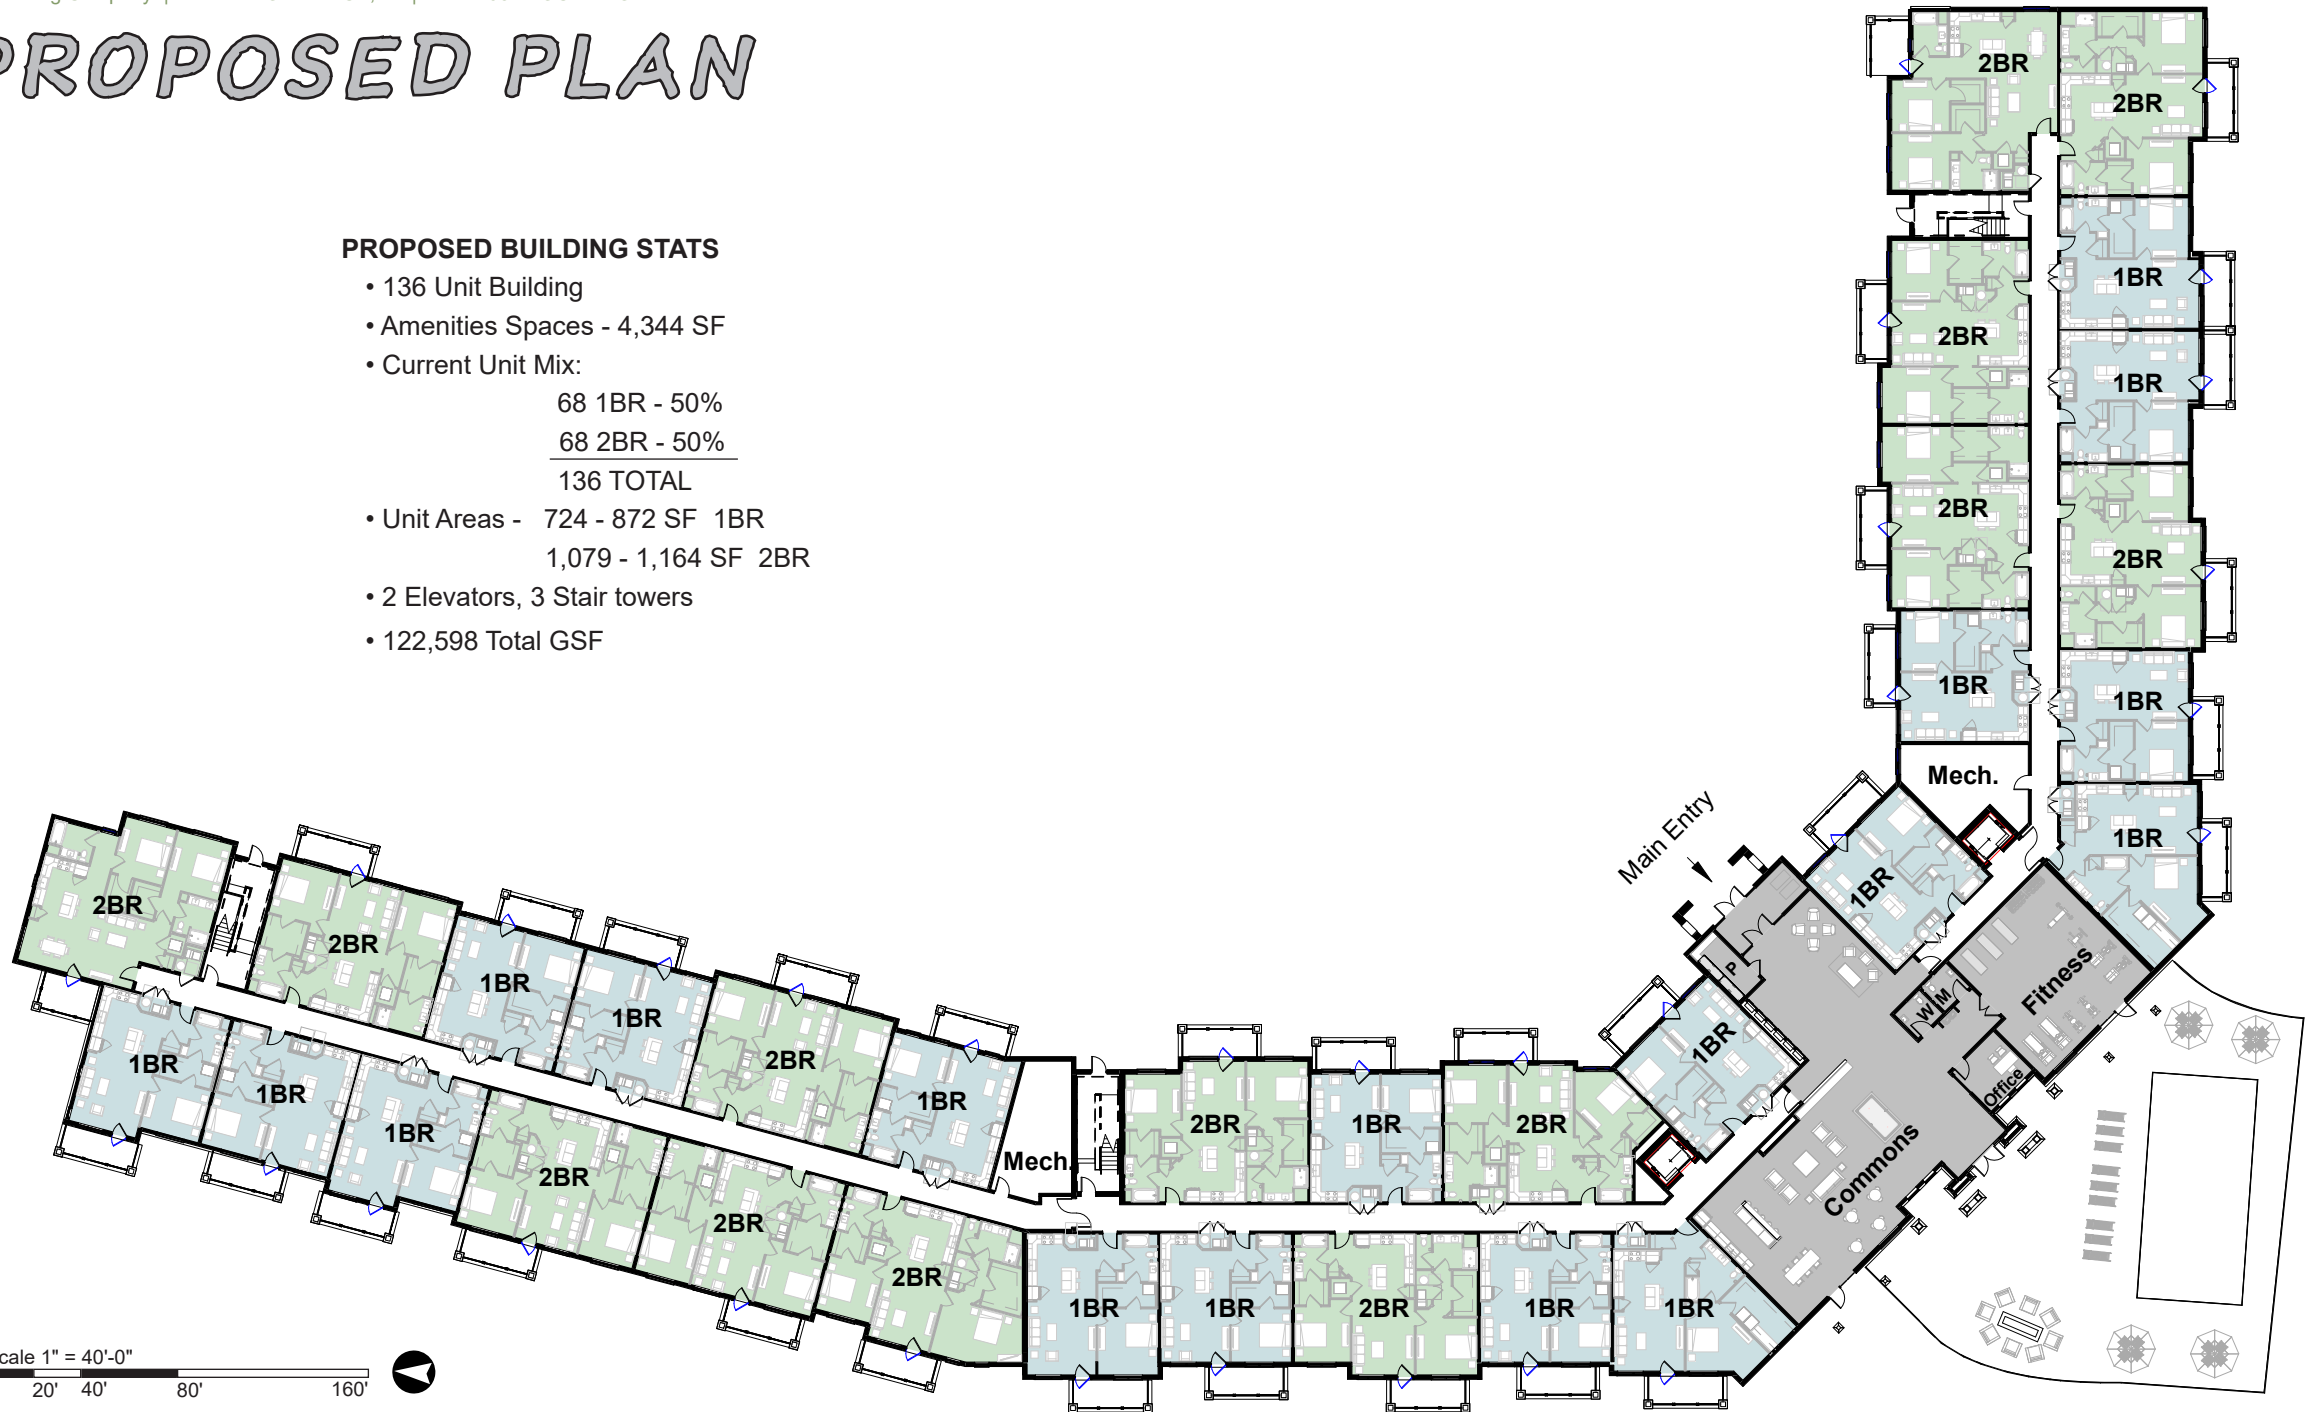 PROPOSED PLAN
PROPOSED BUILDING STATS
• 136 Unit Building
• Amenities Spaces - 4,344 SF
• Current Unit Mix:
68 1BR - 50%
68 2BR - 50%
136 TOTAL
• Unit Areas - 724 - 872 SF 1BR
1,079 - 1,164 SF 2BR
• 2 Elevators, 3 Stair towers
• 122,598 Total GSF
2BR
2BR
1BR
2BR
1BR
2BR
2BR
1BR
1BR
2BR
1BR
Mech.
1BR
1BR
Main Entry
P
W
M
Fitness
Office
Commons
1BR
2BR
2BR
1BR
1BR
2BR
1BR
Mech.
2BR
1BR
2BR
1BR
1BR
1BR
2BR
2BR
2BR
1BR
1BR
2BR
1BR
1BR
cale 1" = 40'-0"
20' 40' 80' 160'